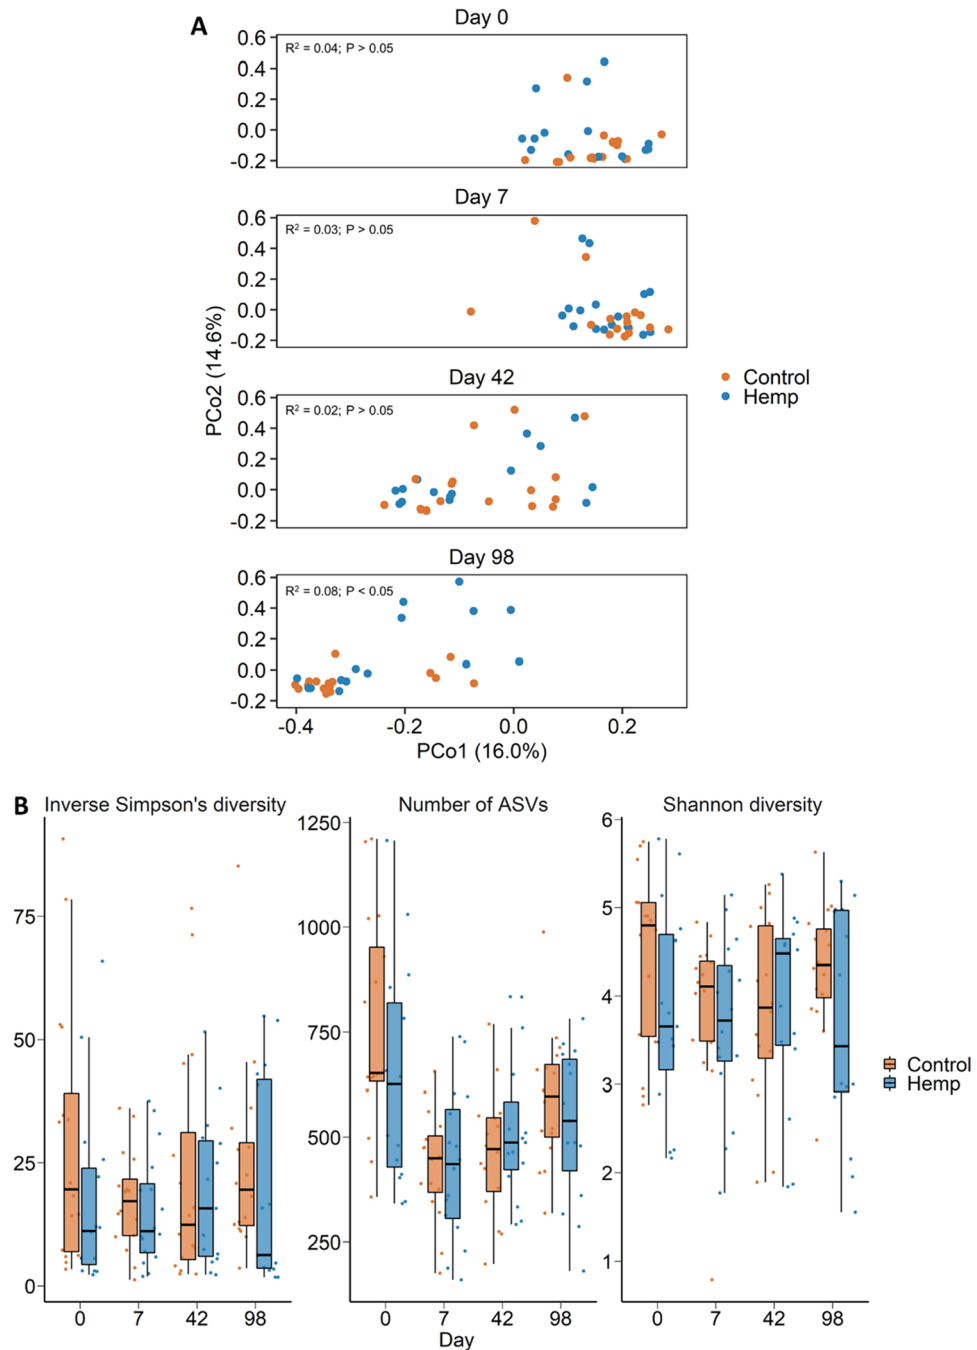 A
Day 0
R² = 0.04; P > 0.05
0.6
0.4
0.2
0.0
-0.2
Day 7
R² = 0.03; P > 0.05
0.6
0.4
0.2
0.0
-0.2
PCo2 (14.6%)
Day 42
R² = 0.02; P > 0.05
0.6
0.4
0.2
0.0
-0.2
Control
Hemp
Day 98
R² = 0.08; P < 0.05
0.6
0.4
0.2
0.0
-0.2
-0.4 -0.2 0.0 0.2
PCo1 (16.0%)
B
Inverse Simpson's diversity
75
50
25
0
0 7 42 98
Number of ASVs
1250
1000
750
500
250
0 7 42 98
Day
Shannon diversity
6
5
4
3
2
1
0 7 42 98
Control
Hemp